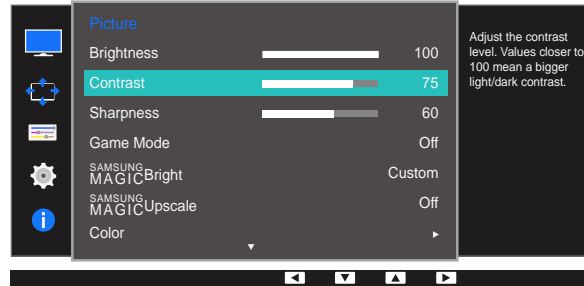 Picture
Brightness 100
Contrast 75
Sharpness 60
Game Mode Off
SAMSUNG
MAGICBright Custom
SAMSUNG
MAGICUpscale Off
Color
Adjust the contrast
level. Values closer to
100 mean a bigger
light/dark contrast.